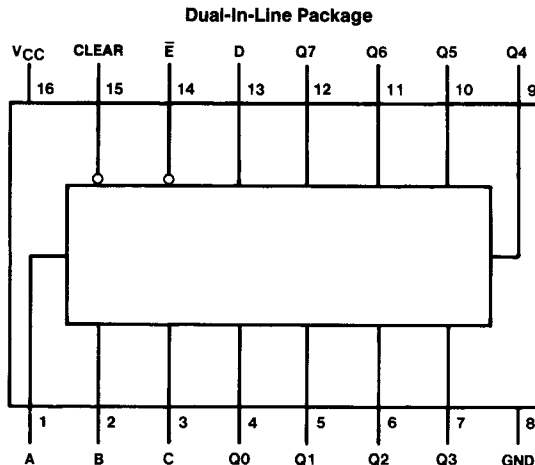 Dual-In-Line Package
VCC CLEAR E̅ D Q7 Q6 Q5 Q4
16 15 14 13 12 11 10 9
1 2 3 4 5 6 7 8
A B C Q0 Q1 Q2 Q3 GND